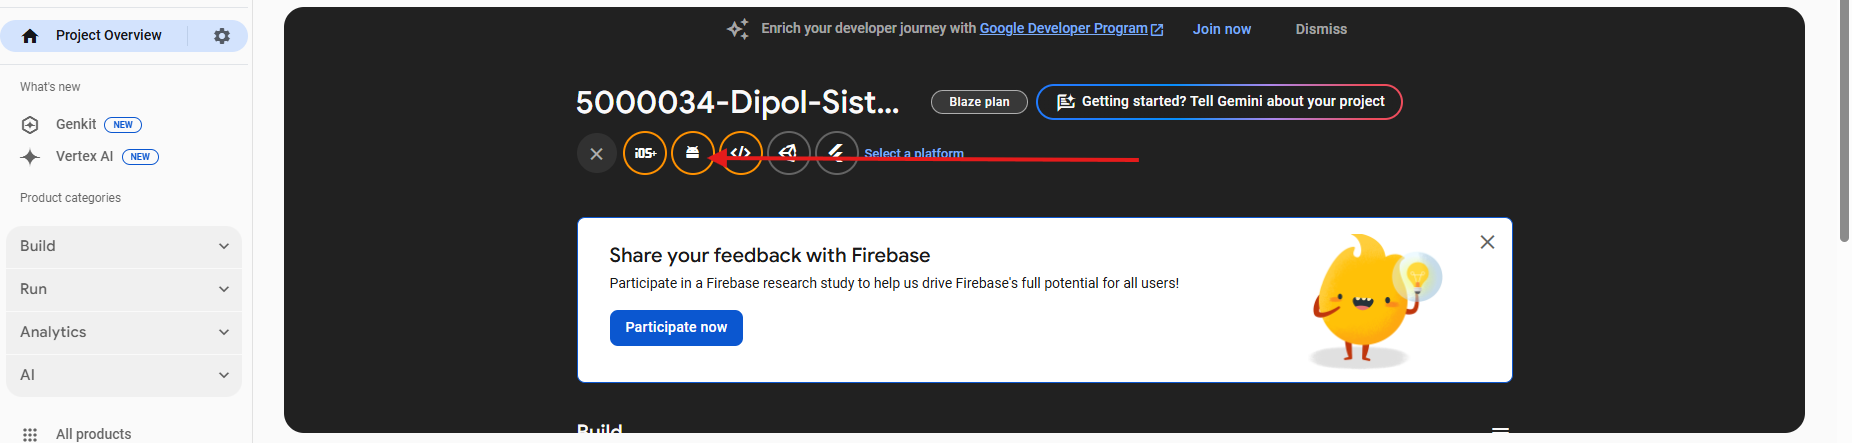 Project Overview
What's new
Genkit NEW
Vertex AI NEW
Product categories
Build
Run
Analytics
AI
All products
Enrich your developer journey with Google Developer Program Join now Dismiss
5000034-Dipol-Sist... Blaze plan Getting started? Tell Gemini about your project
iOS+ </> Select a platform
Share your feedback with Firebase
Participate in a Firebase research study to help us drive Firebase's full potential for all users!
Participate now
Build